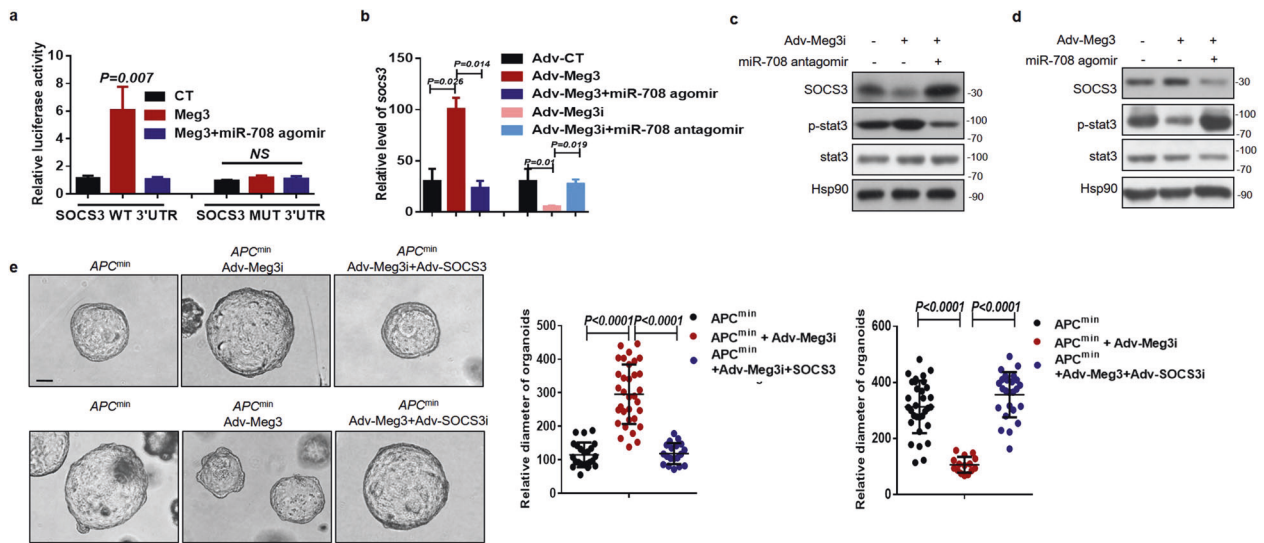 a
Relative luciferase activity
10
8
6
4
2
0
P=0.007
CT
Meg3
Meg3+miR-708 agomir
NS
SOCS3 WT 3'UTR
SOCS3 MUT 3'UTR
b
Relative level of socs3
150
100
50
0
P=0.026
P=0.014
P=0.01
P=0.019
Adv-CT
Adv-Meg3
Adv-Meg3+miR-708 agomir
Adv-Meg3i
Adv-Meg3i+miR-708 antagomir
c
Adv-Meg3i - + +
miR-708 antagomir +
SOCS3 -30
p-stat3 -100
-70
stat3 -100
-70
Hsp90 -90
d
Adv-Meg3 - + +
miR-708 agomir +
SOCS3 -30
p-stat3 -100
-70
stat3 -100
-70
Hsp90 -90
e
APCmin
APCmin
Adv-Meg3i
APCmin
Adv-Meg3i+Adv-SOCS3
APCmin
APCmin
Adv-Meg3
APCmin
Adv-Meg3+Adv-SOCS3i
Relative diameter of organoids
500
400
300
200
100
0
P<0.0001
P<0.0001
APCmin
APCmin + Adv-Meg3i
APCmin
+Adv-Meg3i+SOCS3
Relative diameter of organoids
600
400
200
0
P<0.0001
P<0.0001
APCmin
APCmin + Adv-Meg3i
APCmin
+Adv-Meg3+Adv-SOCS3i